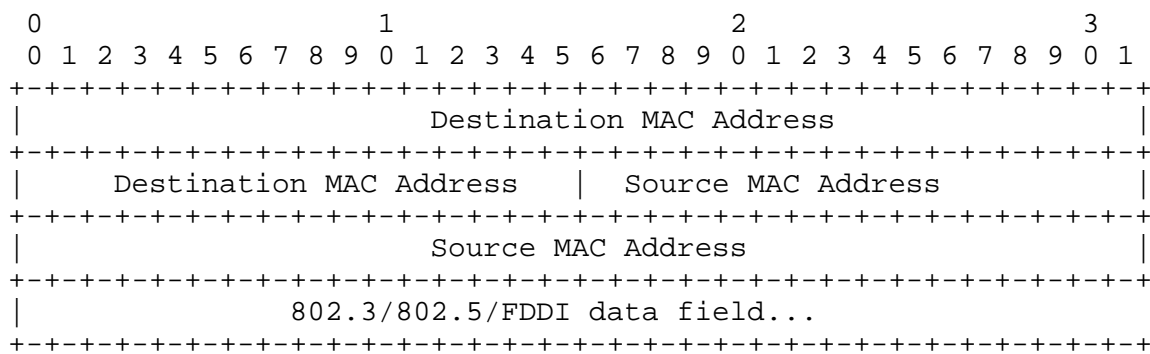 0                   1                   2                   3
 0 1 2 3 4 5 6 7 8 9 0 1 2 3 4 5 6 7 8 9 0 1 2 3 4 5 6 7 8 9 0 1
+-+-+-+-+-+-+-+-+-+-+-+-+-+-+-+-+-+-+-+-+-+-+-+-+-+-+-+-+-+-+-+-+
|                       Destination MAC Address                 |
+-+-+-+-+-+-+-+-+-+-+-+-+-+-+-+-+-+-+-+-+-+-+-+-+-+-+-+-+-+-+-+-+
|     Destination MAC Address   |  Source MAC Address           |
+-+-+-+-+-+-+-+-+-+-+-+-+-+-+-+-+-+-+-+-+-+-+-+-+-+-+-+-+-+-+-+-+
|                       Source MAC Address                      |
+-+-+-+-+-+-+-+-+-+-+-+-+-+-+-+-+-+-+-+-+-+-+-+-+-+-+-+-+-+-+-+-+
|               802.3/802.5/FDDI data field...
+-+-+-+-+-+-+-+-+-+-+-+-+-+-+-+-+-+-+-+-+-+-+-+-+-+-+-+-+-+-+-+-+